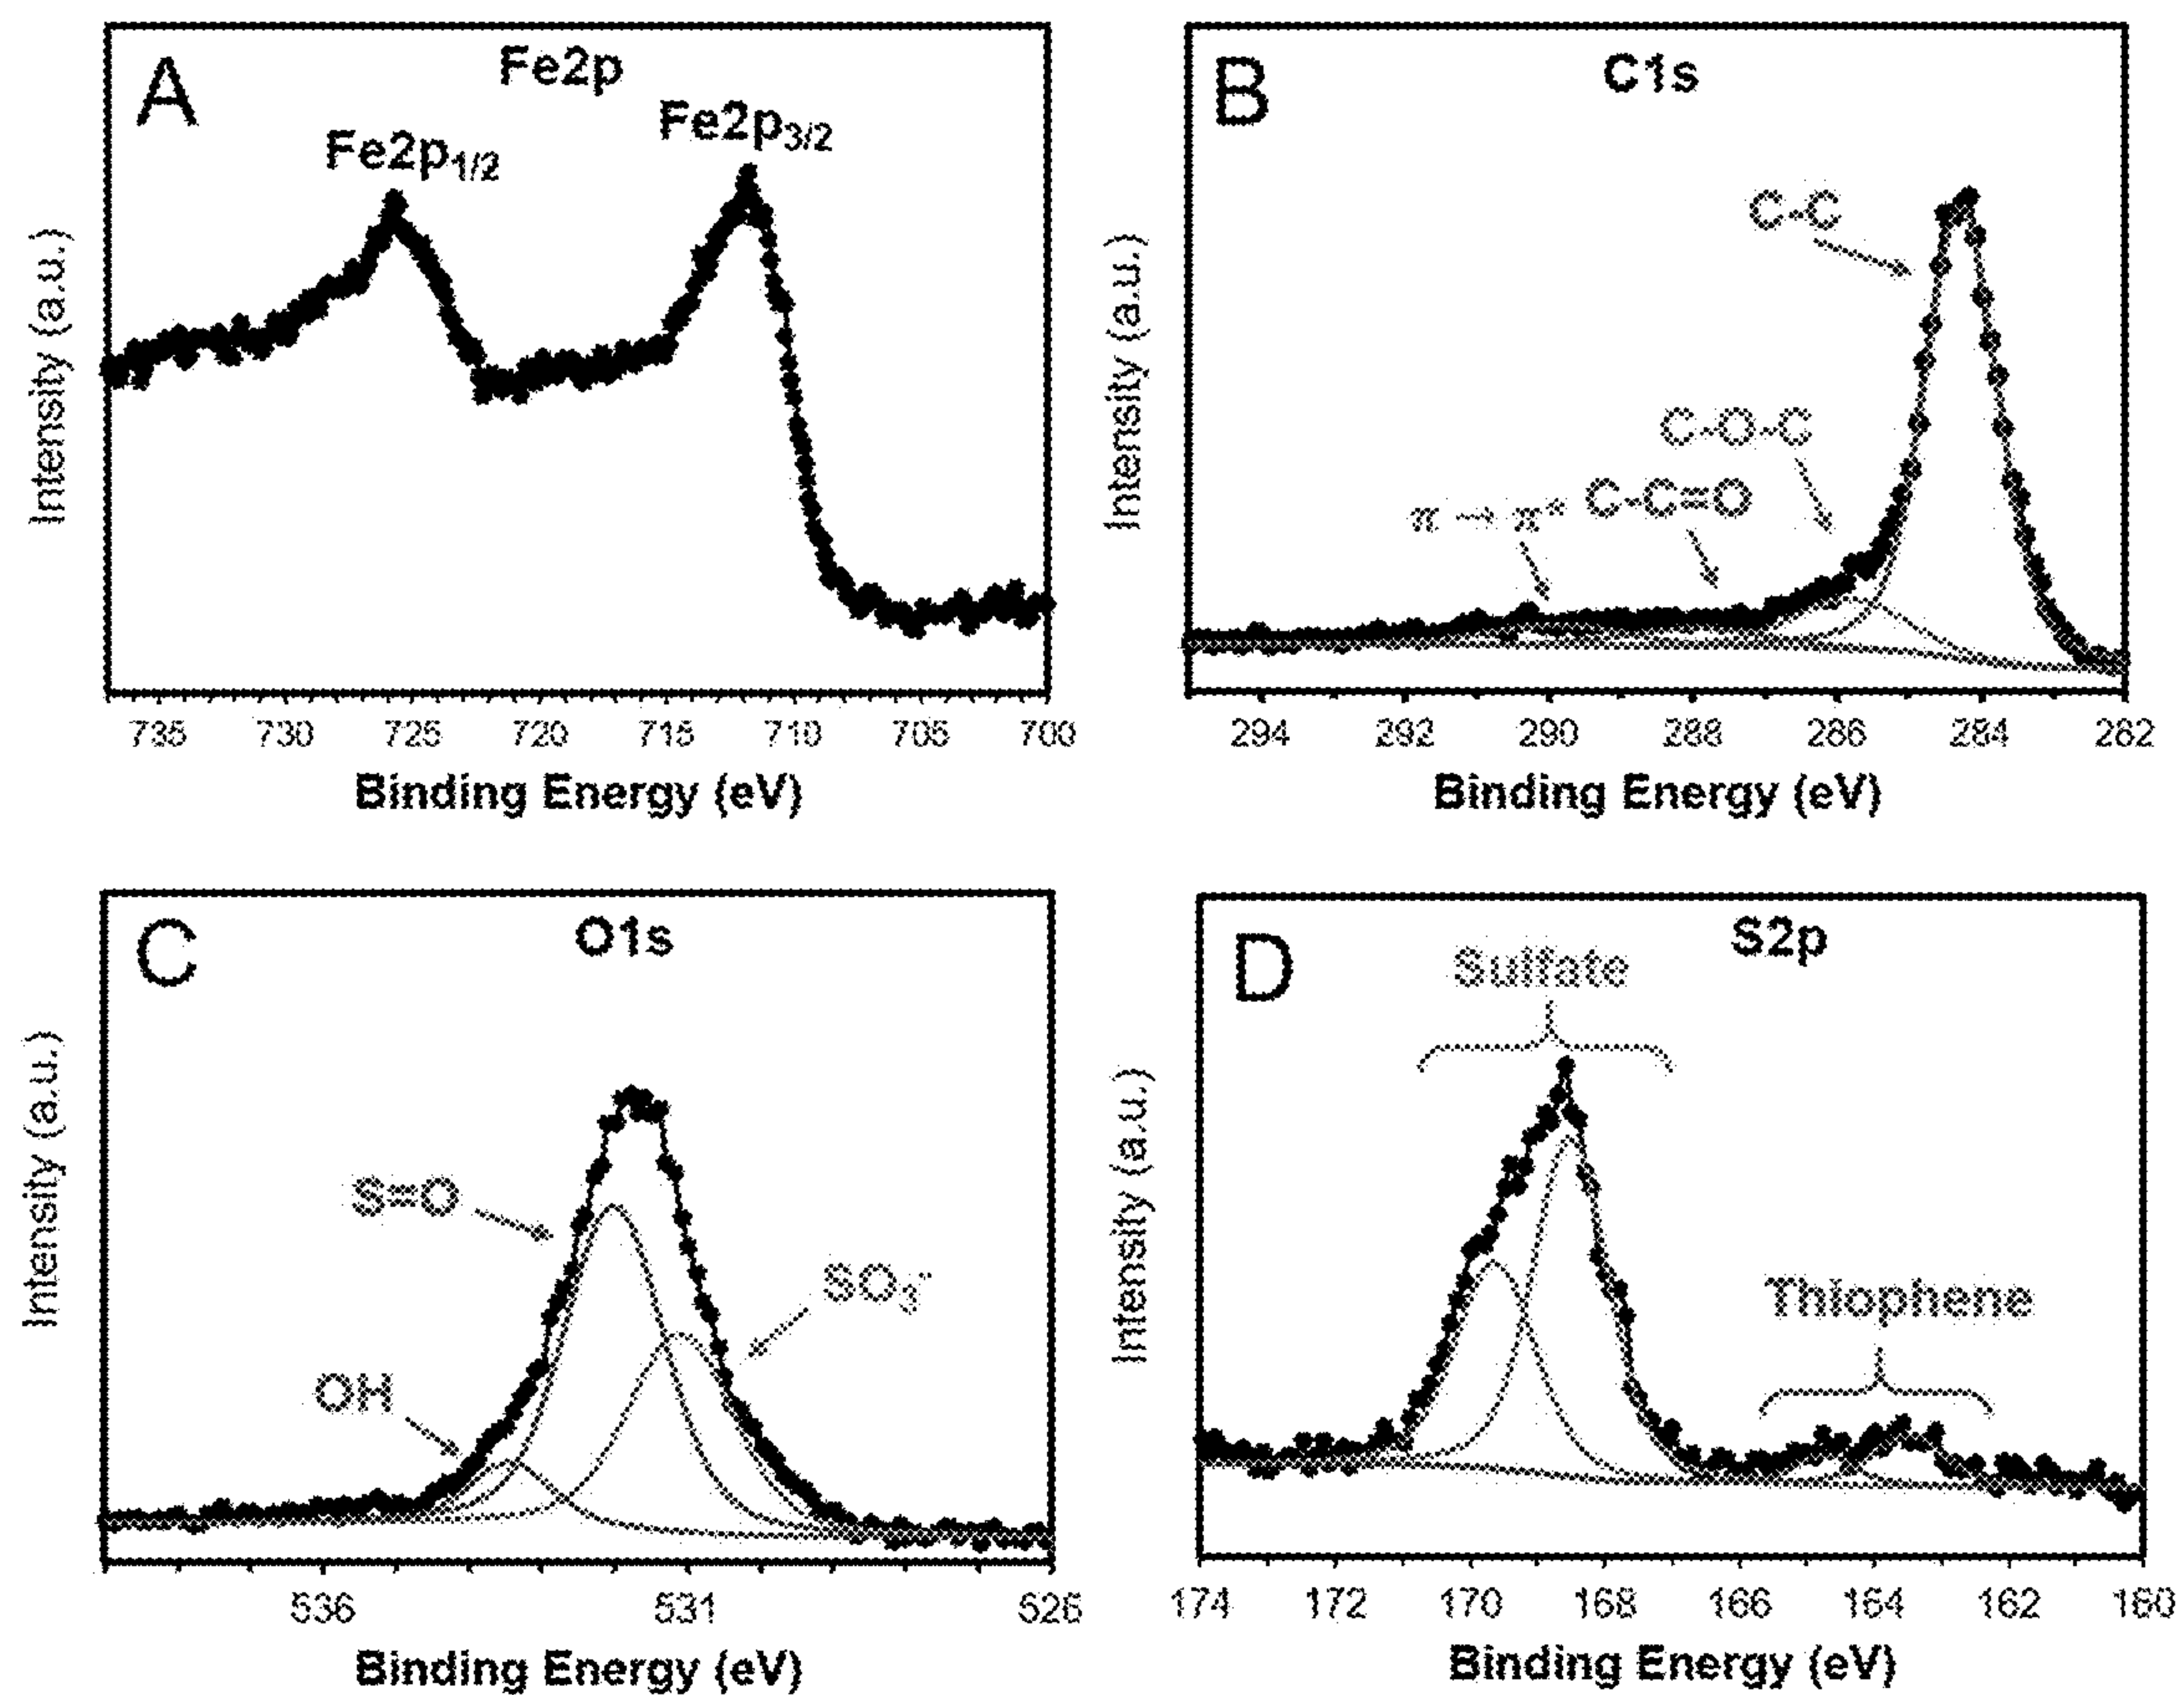 A
Fe2p
Fe2p1/2
Fe2p3/2
Intensity (a.u.)
735 730 725 720 715 710 705 700
Binding Energy (eV)
B
C1s
C-C
C-O-C
C-C=O
π → π*
Intensity (a.u.)
294 292 290 288 286 284 282
Binding Energy (eV)
C
O1s
S=O
SO3-
OH
Intensity (a.u.)
536 531 526
Binding Energy (eV)
D
S2p
Sulfate
Thiophene
Intensity (a.u.)
174 172 170 168 166 164 162 160
Binding Energy (eV)